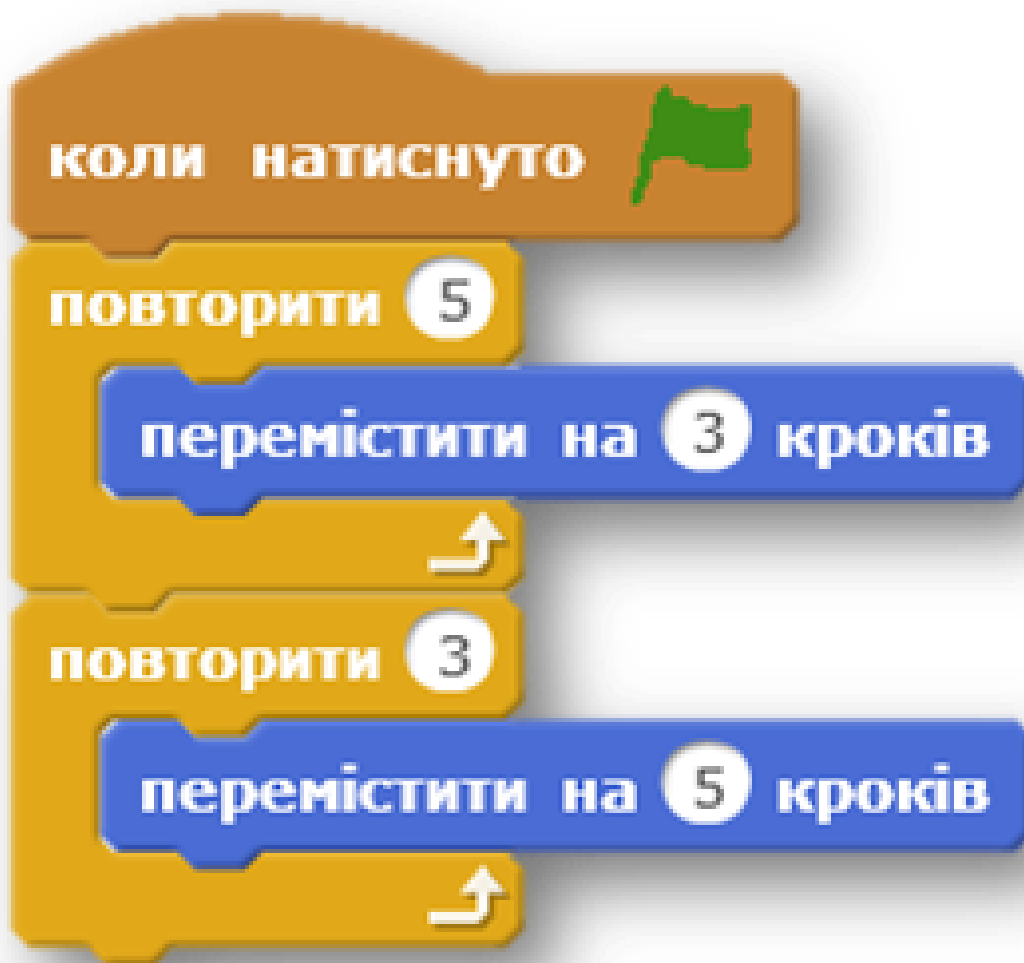 коли натиснуто
повторити 5
перемістити на 3 кроків
повторити 3
перемістити на 5 кроків